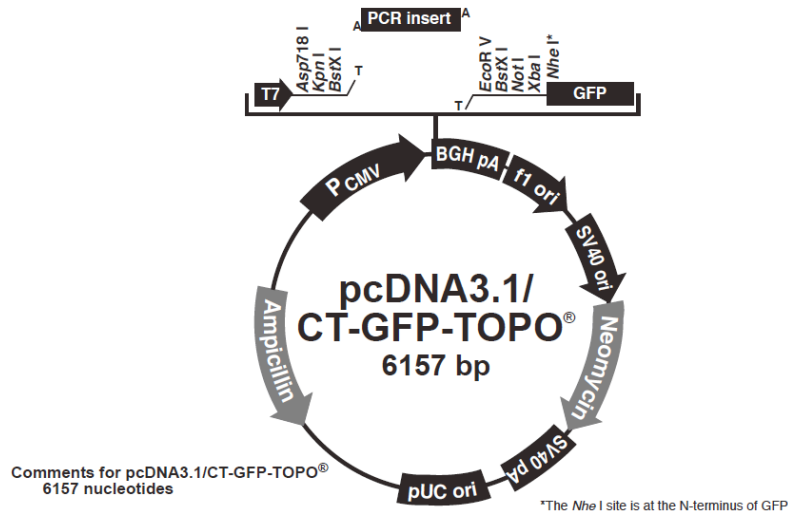 PCR insert
A
A
Asp718 I
Kpn I
BstX I
T
EcoR V
BstX I
Not I
Xba I
Nhe I*
T
T7
GFP
PCMV
BGH pA
f1 ori
SV40 ori
Neomycin
SV40 pA
pUC ori
Ampicillin
pcDNA3.1/
CT-GFP-TOPO®
6157 bp
Comments for pcDNA3.1/CT-GFP-TOPO®
6157 nucleotides
*The Nhe I site is at the N-terminus of GFP